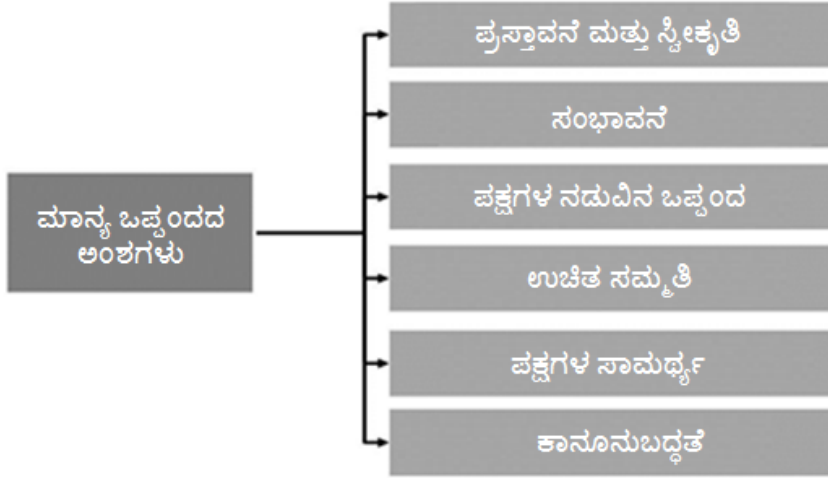 ಮಾನ್ಯ ಒಪ್ಪಂದದ
ಅಂಶಗಳು
ಪ್ರಸ್ತಾವನೆ ಮತ್ತು ಸ್ವೀಕೃತಿ
ಸಂಭಾವನೆ
ಪಕ್ಷಗಳ ನಡುವಿನ ಒಪ್ಪಂದ
ಉಚಿತ ಸಮ್ಮತಿ
ಪಕ್ಷಗಳ ಸಾಮರ್ಥ್ಯ
ಕಾನೂನುಬದ್ಧತೆ